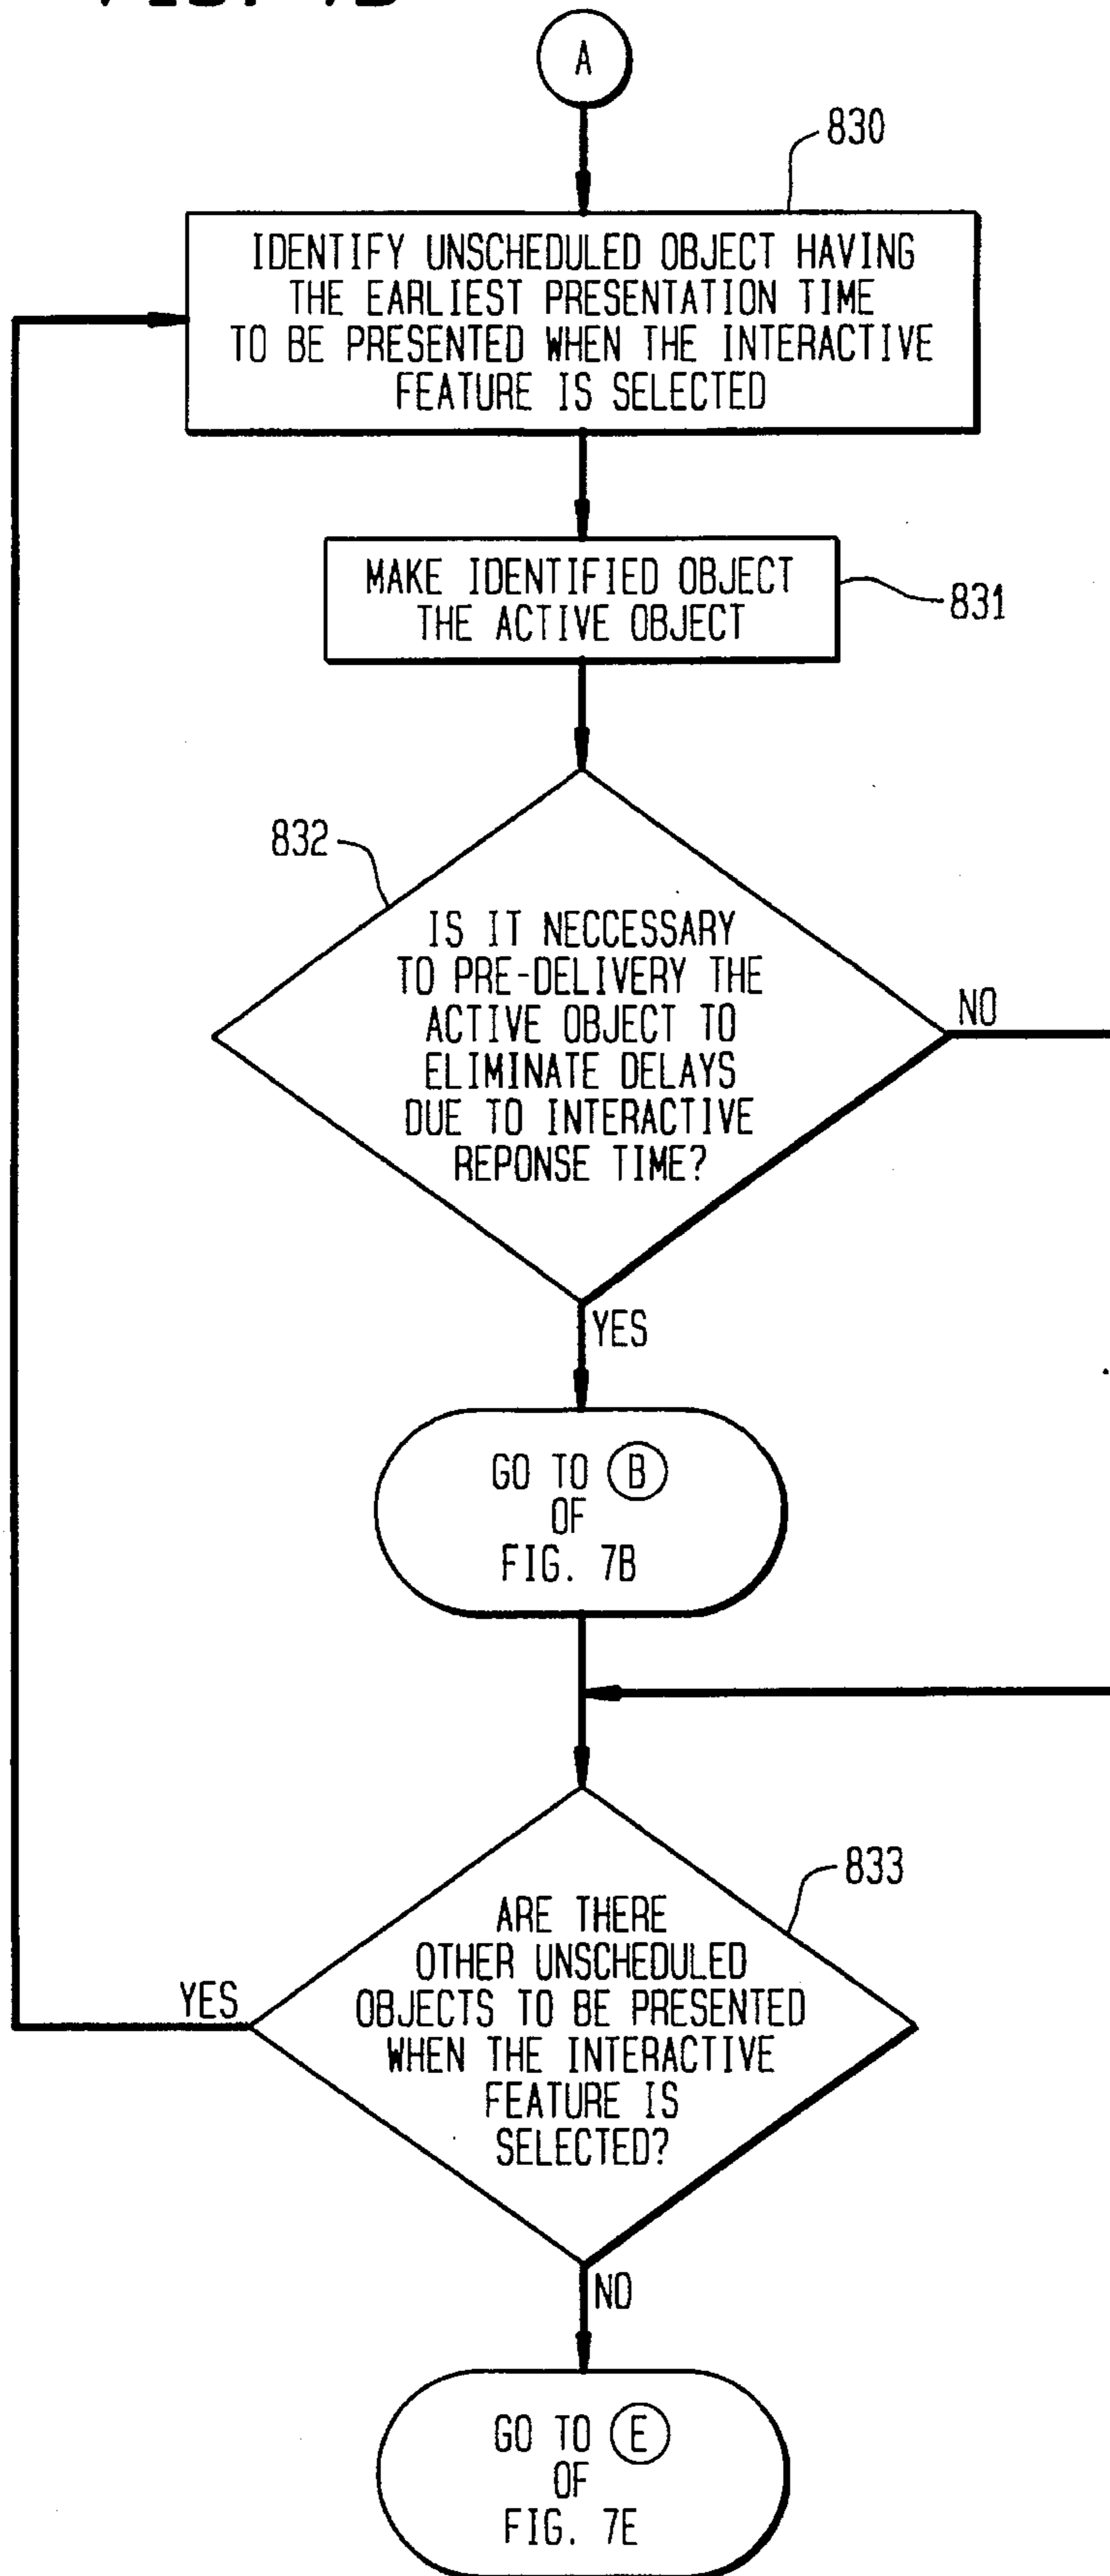 A
830
IDENTIFY UNSCHEDULED OBJECT HAVING
THE EARLIEST PRESENTATION TIME
TO BE PRESENTED WHEN THE INTERACTIVE
FEATURE IS SELECTED
MAKE IDENTIFIED OBJECT
THE ACTIVE OBJECT
831
832
IS IT NECCESSARY
TO PRE-DELIVERY THE
ACTIVE OBJECT TO
ELIMINATE DELAYS
DUE TO INTERACTIVE
REPONSE TIME?
NO
YES
GO TO B
OF
FIG. 7B
833
ARE THERE
OTHER UNSCHEDULED
OBJECTS TO BE PRESENTED
WHEN THE INTERACTIVE
FEATURE IS
SELECTED?
YES
NO
GO TO E
OF
FIG. 7E